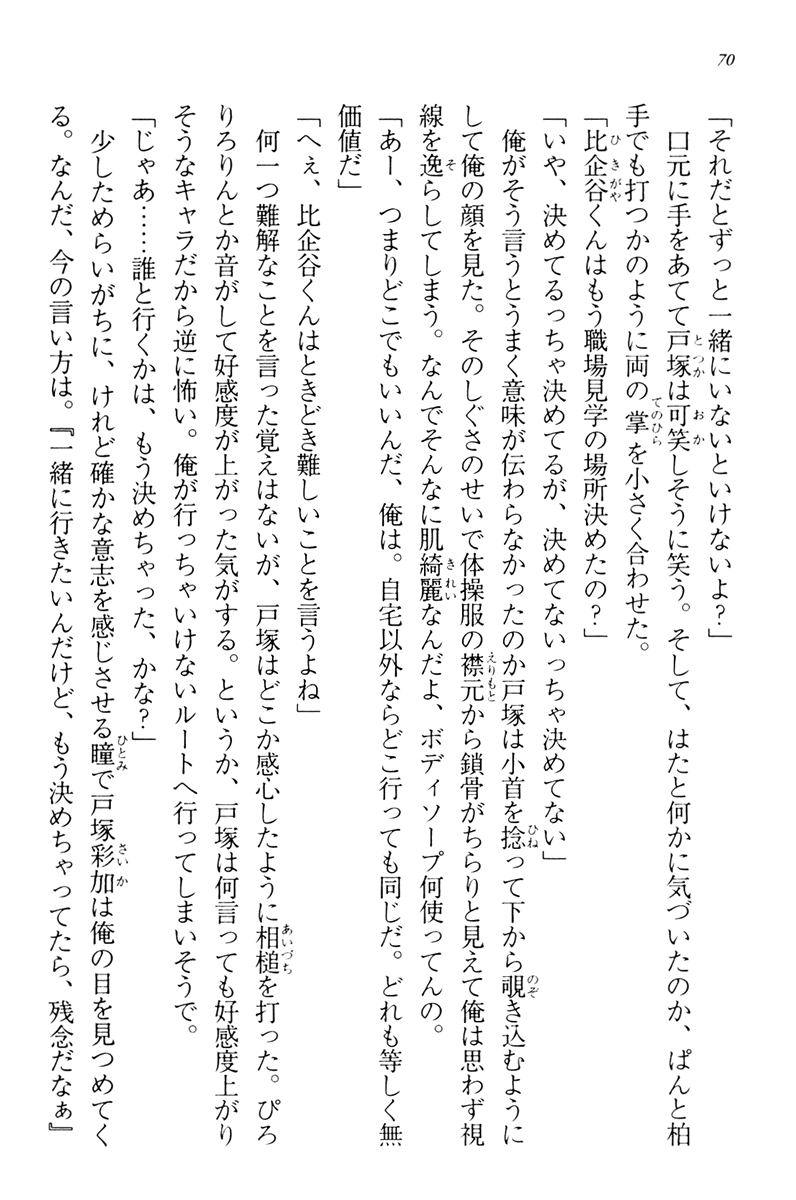 70
「それだとずっと一緒にいないといけないよ？」
　口元に手をあてて戸塚は可笑しそうに笑う。そして、はたと何かに気づいたのか、ぱんと柏
手でも打つかのように両の掌を小さく合わせた。
「比企谷くんはもう職場見学の場所決めたの？」
「いや、決めてるっちゃ決めてるが、決めてないっちゃ決めてない」
　俺がそう言うとうまく意味が伝わらなかったのか戸塚は小首を捻って下から覗き込むように
して俺の顔を見た。そのしぐさのせいで体操服の襟元から鎖骨がちらりと見えて俺は思わず視
線を逸らしてしまう。なんでそんなに肌綺麗なんだよ、ボディソープ何使ってんの。
「あー、つまりどこでもいいんだ、俺は。自宅以外ならどこ行っても同じだ。どれも等しく無
価値だ」
「へぇ、比企谷くんはときどき難しいことを言うよね」
　何一つ難解なことを言った覚えはないが、戸塚はどこか感心したように相槌を打った。ぴろ
りろりんとか音がして好感度が上がった気がする。というか、戸塚は何言っても好感度上がり
そうなキャラだから逆に怖い。俺が行っちゃいけないルートへ行ってしまいそうで。
「じゃあ……誰と行くかは、もう決めちゃった、かな？」
　少しためらいがちに、けれど確かな意志を感じさせる瞳で戸塚彩加は俺の目を見つめてく
る。なんだ、今の言い方は。『一緒に行きたいんだけど、もう決めちゃってたら、残念だなぁ』